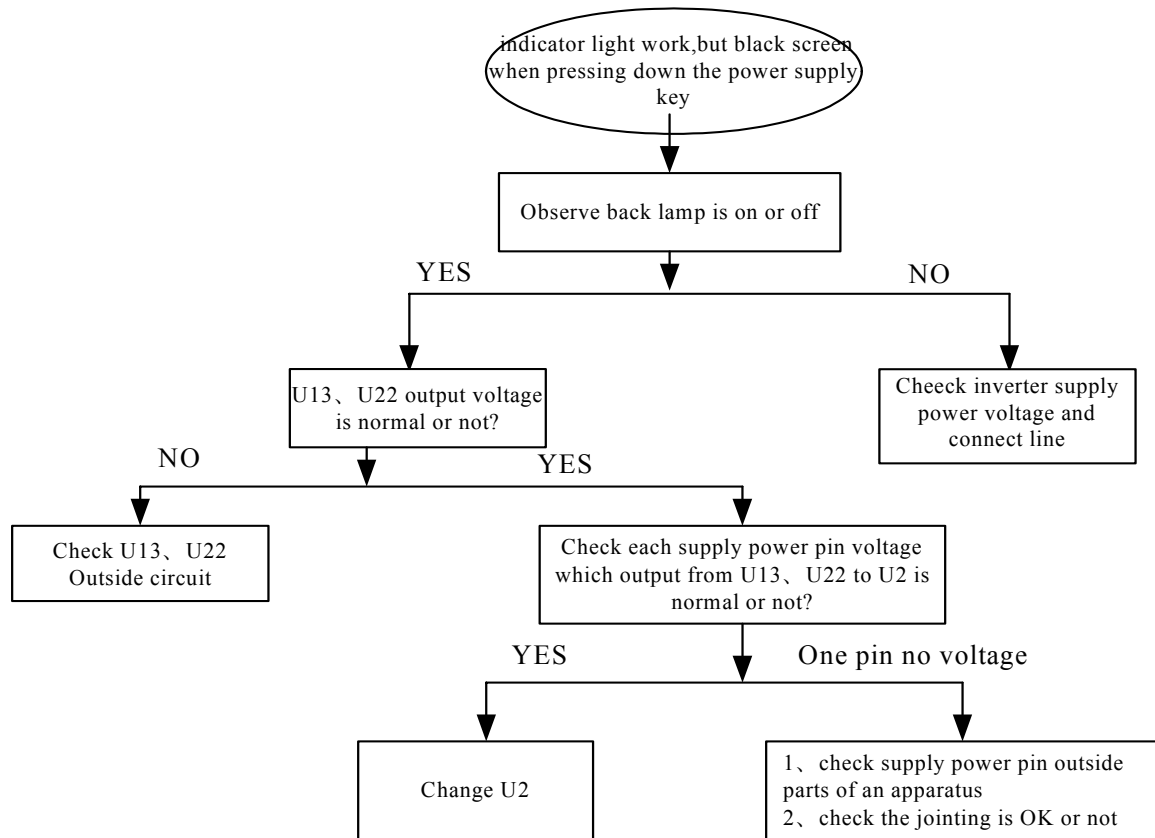 indicator light work,but black screen
when pressing down the power supply
key
Observe back lamp is on or off
YES
NO
U13、U22 output voltage
is normal or not?
Cheeck inverter supply
power voltage and
connect line
NO
YES
Check U13、U22
Outside circuit
Check each supply power pin voltage
which output from U13、U22 to U2 is
normal or not?
YES
One pin no voltage
Change U2
1、check supply power pin outside
parts of an apparatus
2、check the jointing is OK or not